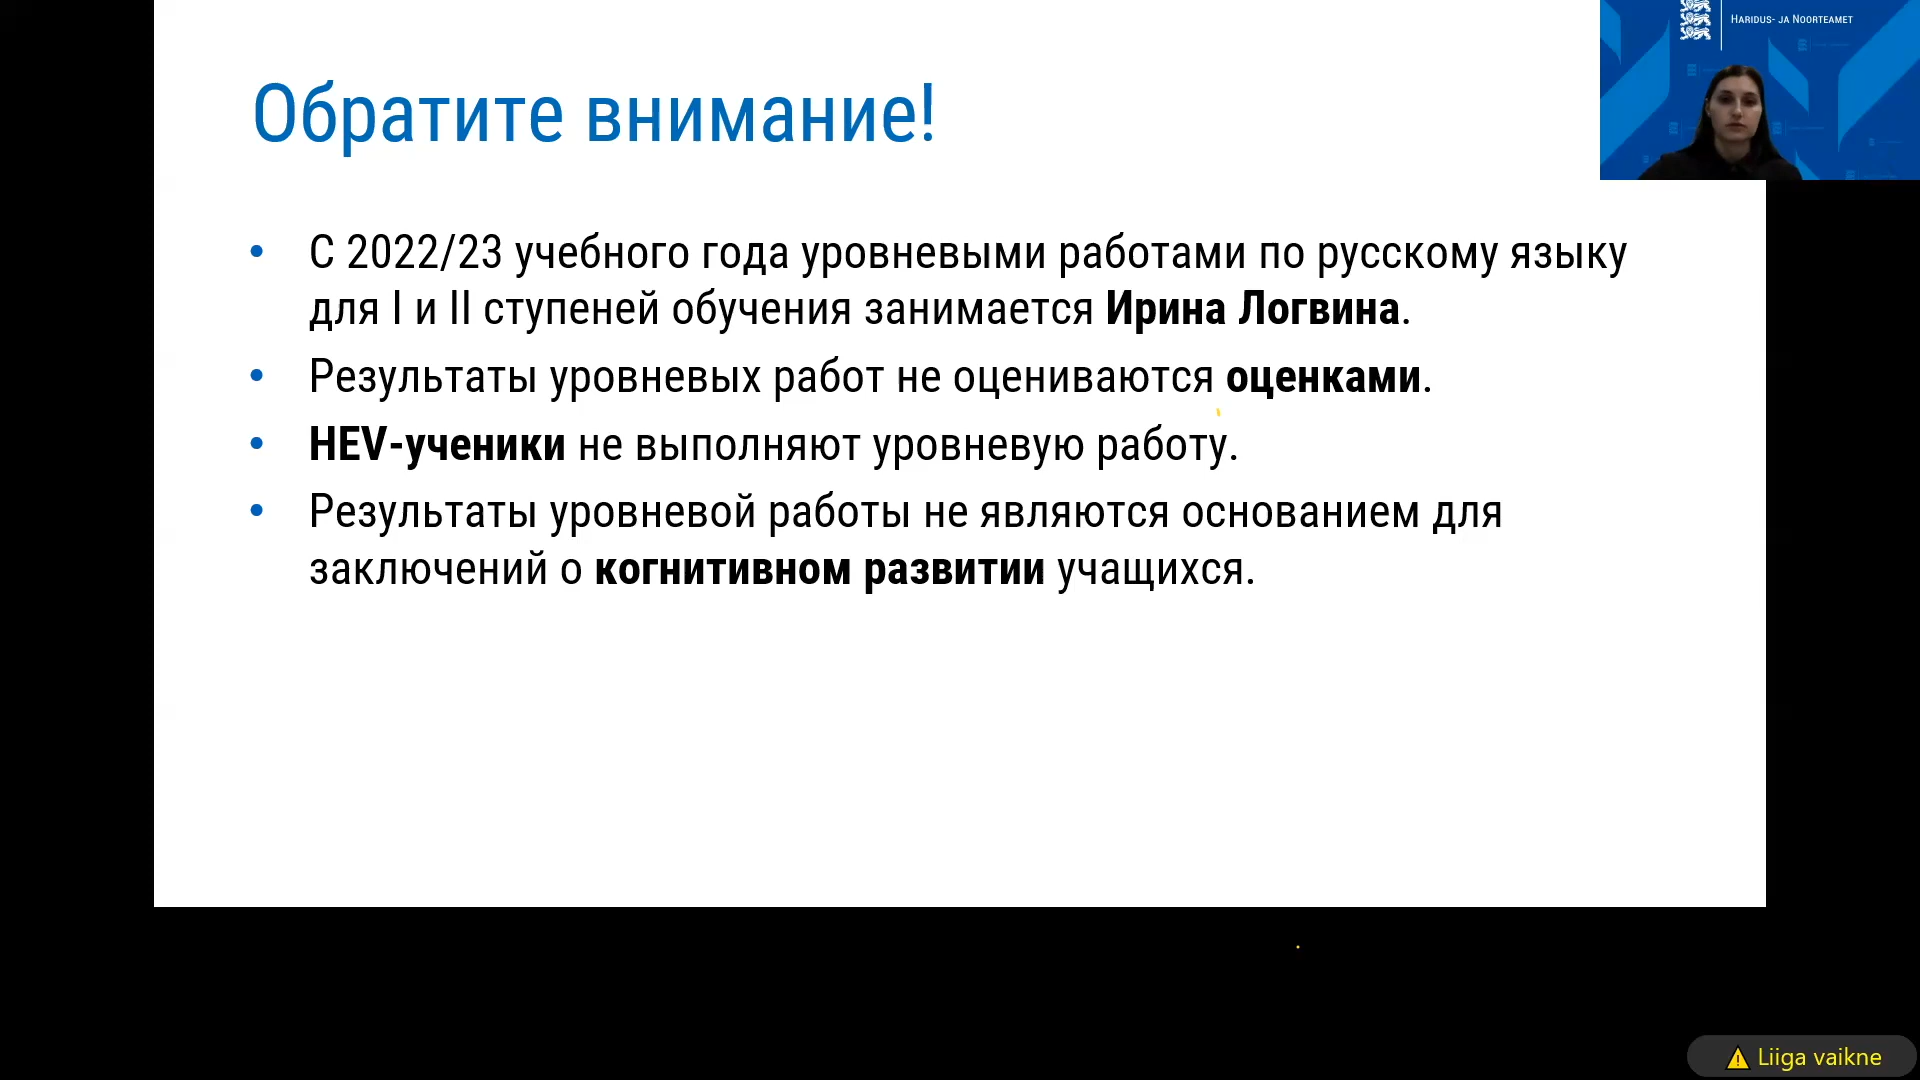 HARIDUS- JA NOORTEAMET
Обратите внимание!
• С 2022/23 учебного года уровневыми работами по русскому языку
для I и II ступеней обучения занимается Ирина Логвина.
• Результаты уровневых работ не оцениваются оценками.
• HEV-ученики не выполняют уровневую работу.
• Результаты уровневой работы не являются основанием для
заключений о когнитивном развитии учащихся.
Liiga vaikne